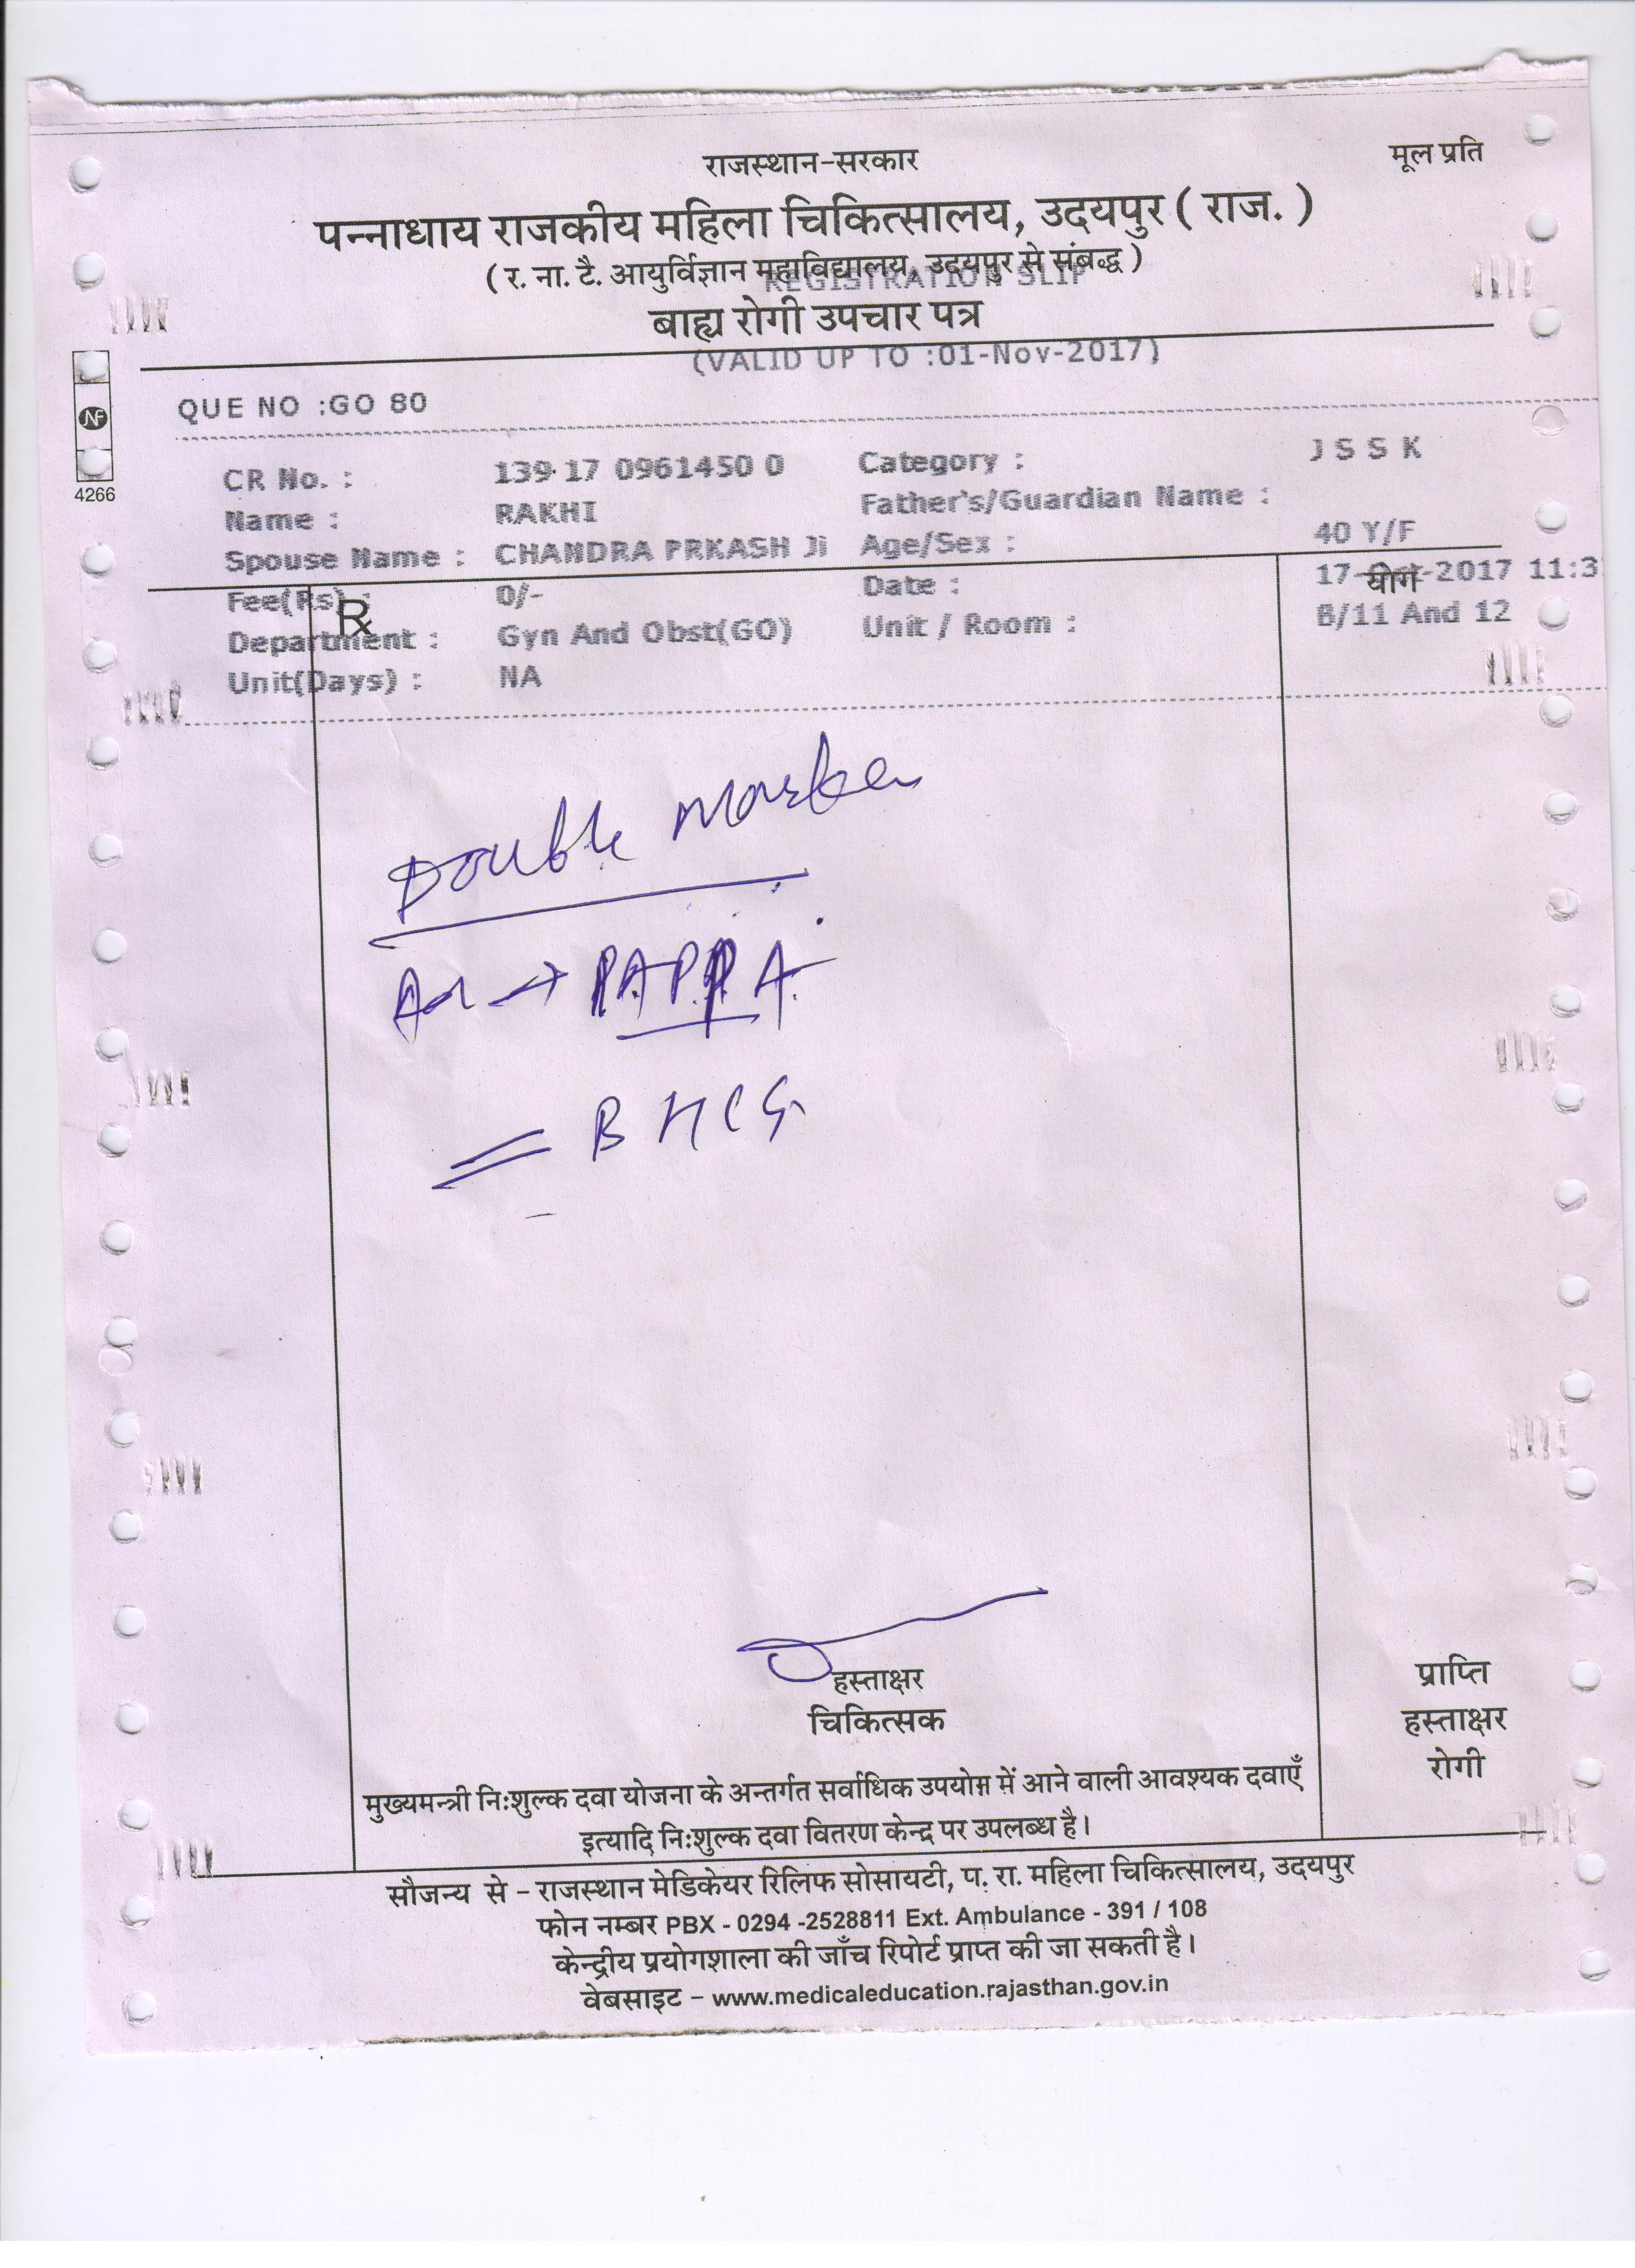 राजस्थान-सरकार
मूल प्रति
पन्नाधाय राजकीय महिला चिकित्सालय, उदयपुर ( राज. )
( र. ना. टै. आयुर्विज्ञान महाविद्यालय, उदयपुर से संबद्ध )
REGISTRATION SLIP
बाह्य रोगी उपचार पत्र
(VALID UP TO :01-Nov-2017)
QUE NO :GO 80
CR No. : 139 17 0961450 0 Category : J S S K
Name : RAKHI Father's/Guardian Name :
Spouse Name : CHANDRA PRKASH Ji Age/Sex : 40 Y/F
Fee(Rs) : 0/- Date : 17-Oct-2017 11:3
योग
℞
Department : Gyn And Obst(GO) Unit / Room : 8/11 And 12
Unit(Days) : NA
NF
4266
Double Marker
→ PAPPA
= B HCG
हस्ताक्षर
चिकित्सक
प्राप्ति
हस्ताक्षर
रोगी
मुख्यमन्त्री निःशुल्क दवा योजना के अन्तर्गत सर्वाधिक उपयोग में आने वाली आवश्यक दवाएँ
इत्यादि निःशुल्क दवा वितरण केन्द्र पर उपलब्ध है।
सौजन्य से – राजस्थान मेडिकेयर रिलिफ सोसायटी, प. रा. महिला चिकित्सालय, उदयपुर
फोन नम्बर PBX - 0294 -2528811 Ext. Ambulance - 391 / 108
केन्द्रीय प्रयोगशाला की जाँच रिपोर्ट प्राप्त की जा सकती है।
वेबसाइट – www.medicaleducation.rajasthan.gov.in